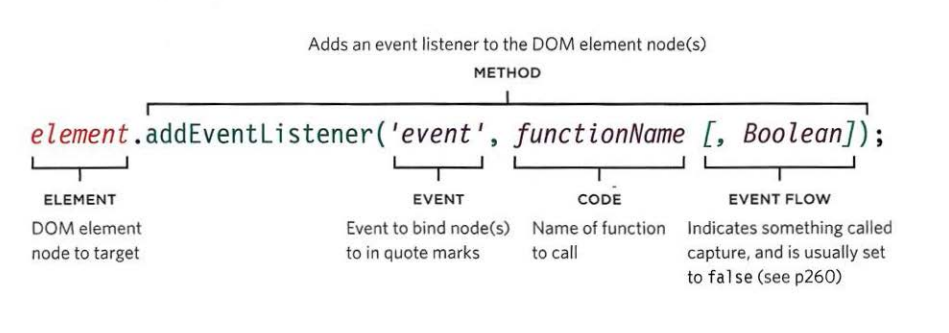 Adds an event listener to the DOM element node(s)
METHOD
element.addEventListener('event', functionName [, Boolean]);
ELEMENT
DOM element
node to target
EVENT
Event to bind node(s)
to in quote marks
CODE
Name of function
to call
EVENT FLOW
Indicates something called
capture, and is usually set
to false (see p260)